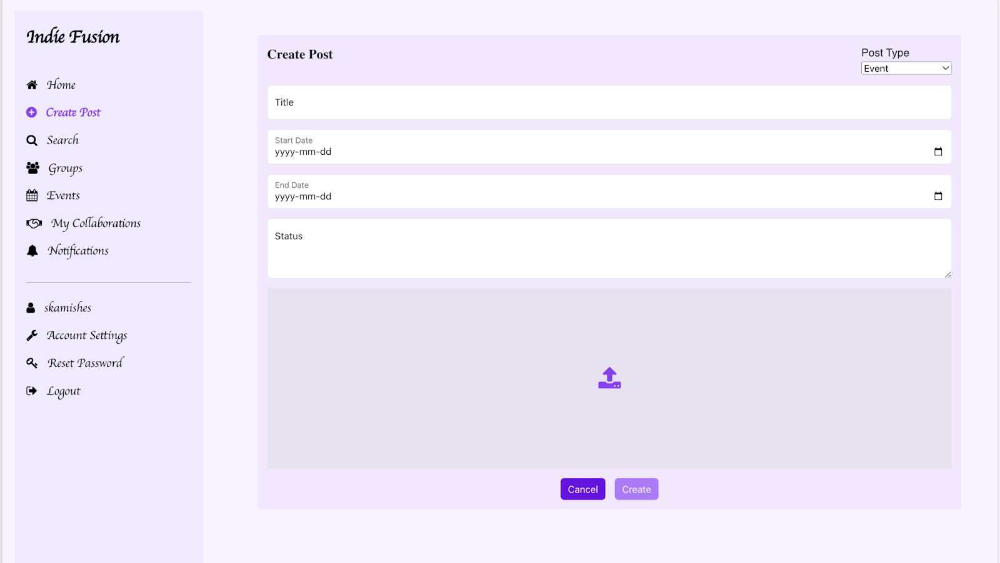 Indie Fusion
Home
Create Post
Search
Groups
Events
My Collaborations
Notifications
skamishes
Account Settings
Reset Password
Logout
Create Post
Post Type
Event
Title
Start Date
yyyy-mm-dd
End Date
yyyy-mm-dd
Status
Cancel
Create